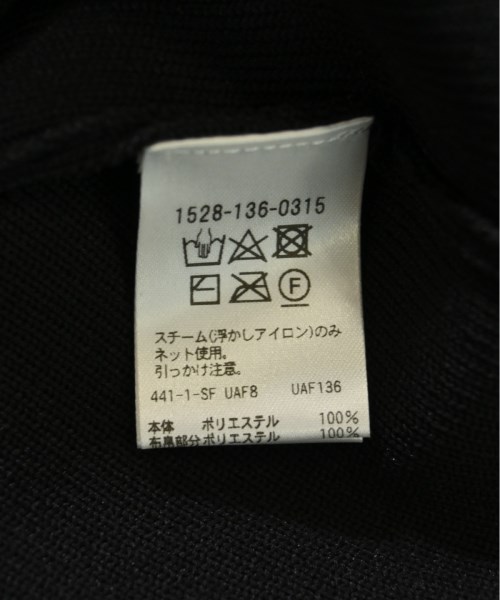 1528-136-0315
F
スチーム(浮かしアイロン)のみ
ネット使用。
引っかけ注意。
441-1-SF UAF8 UAF136
本体 ポリエステル 100%
布帛部分ポリエステル 100%